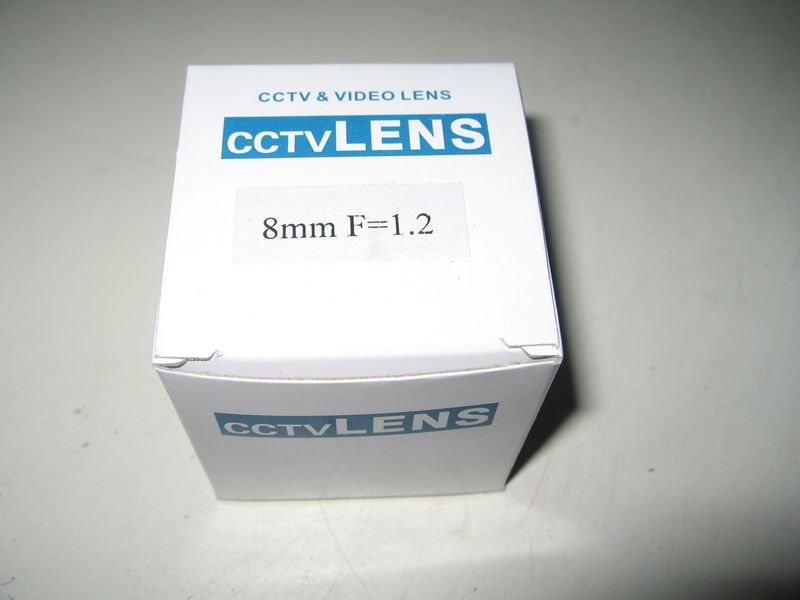 CCTV & VIDEO LENS
CCTVLENS
8mm F=1.2
CCTVLENS